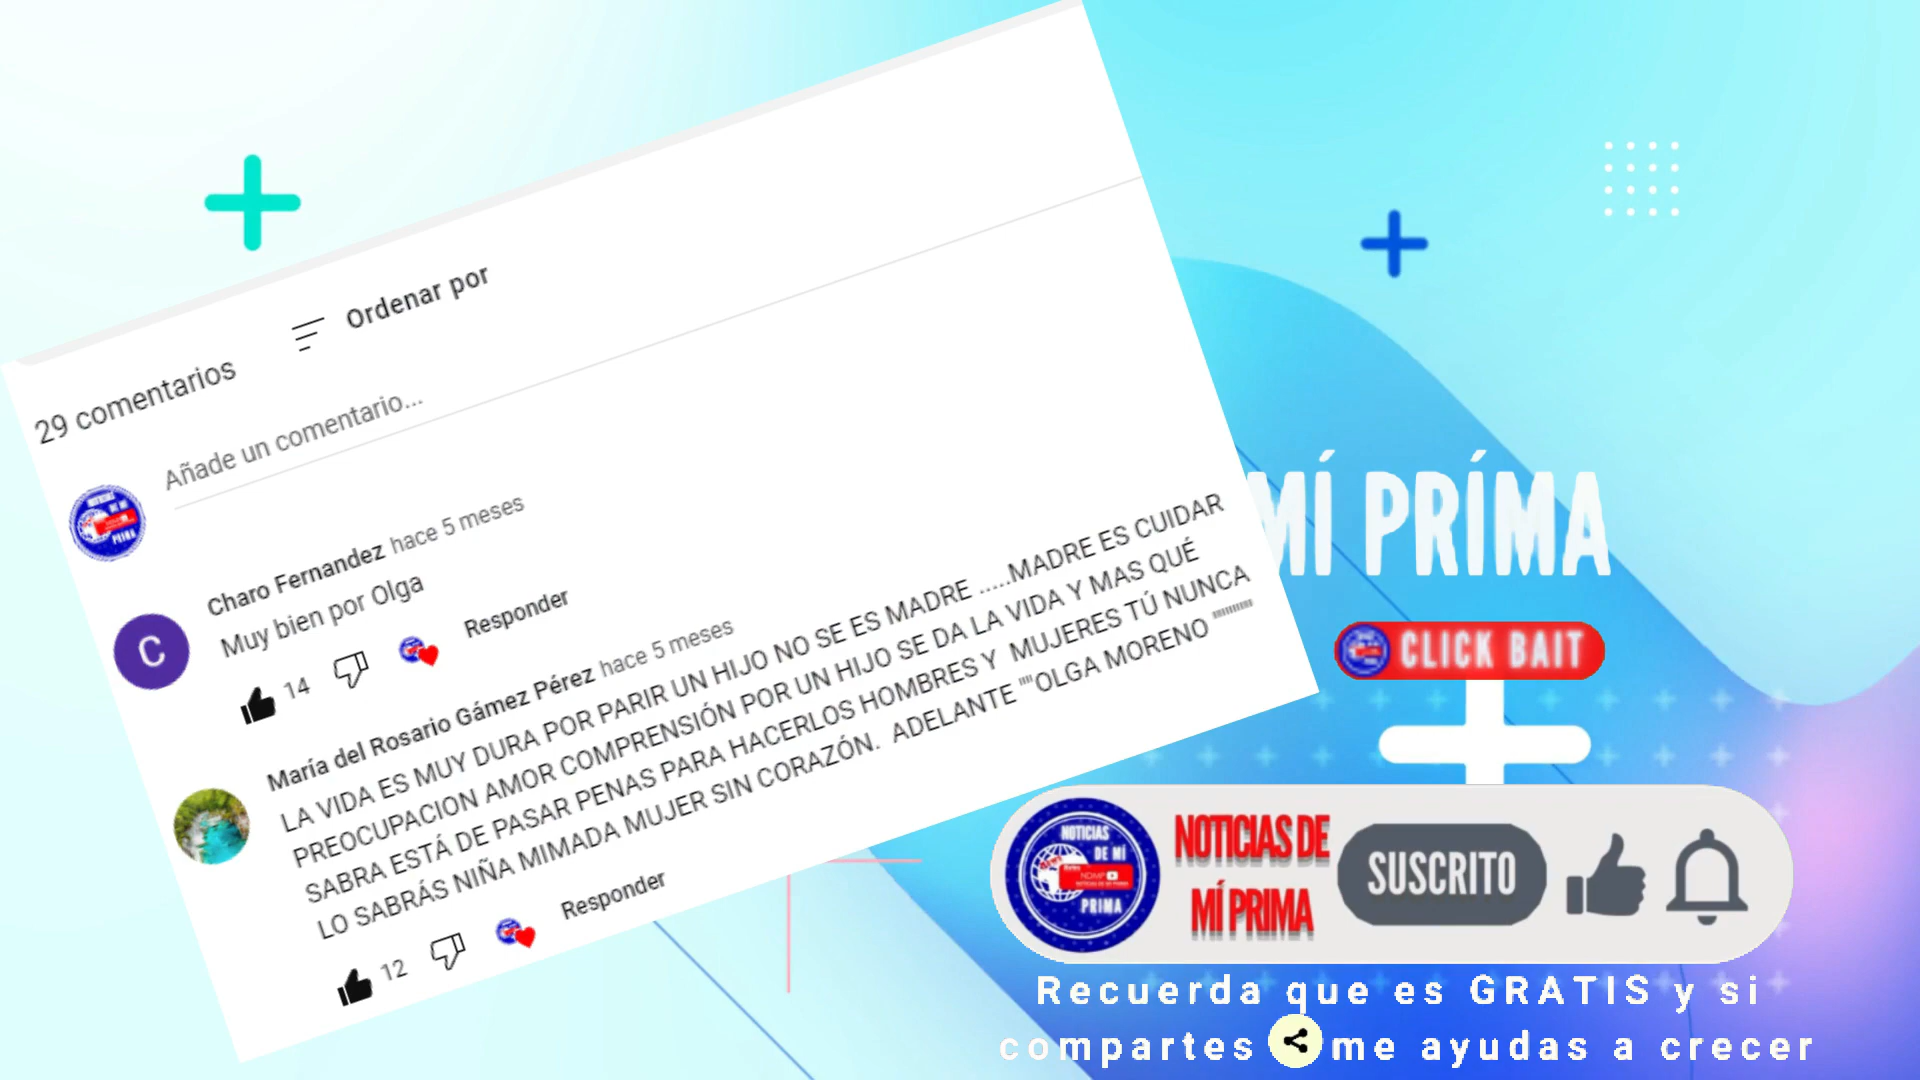 29 comentarios
Ordenar por
Añade un comentario...
Charo Fernandez hace 5 meses
Muy bien por Olga
14
Responder
María del Rosario Gámez Pérez hace 5 meses
LA VIDA ES MUY DURA POR PARIR UN HIJO NO SE ES MADRE .....MADRE ES CUIDAR
PREOCUPACION AMOR COMPRENSIÓN POR UN HIJO SE DA LA VIDA Y MAS QUÉ
SABRA ESTÁ DE PASAR PENAS PARA HACERLOS HOMBRES Y MUJERES TÚ NUNCA
LO SABRÁS NIÑA MIMADA MUJER SIN CORAZÓN. ADELANTE """OLGA MORENO """""""
12
Responder
C
MÍ PRÍMA
CLICK BAIT
NOTICIAS
DE MÍ
PRIMA
NOTICIAS DE
MÍ PRIMA
SUSCRITO
Recuerda que es GRATIS y si
compartes me ayudas a crecer